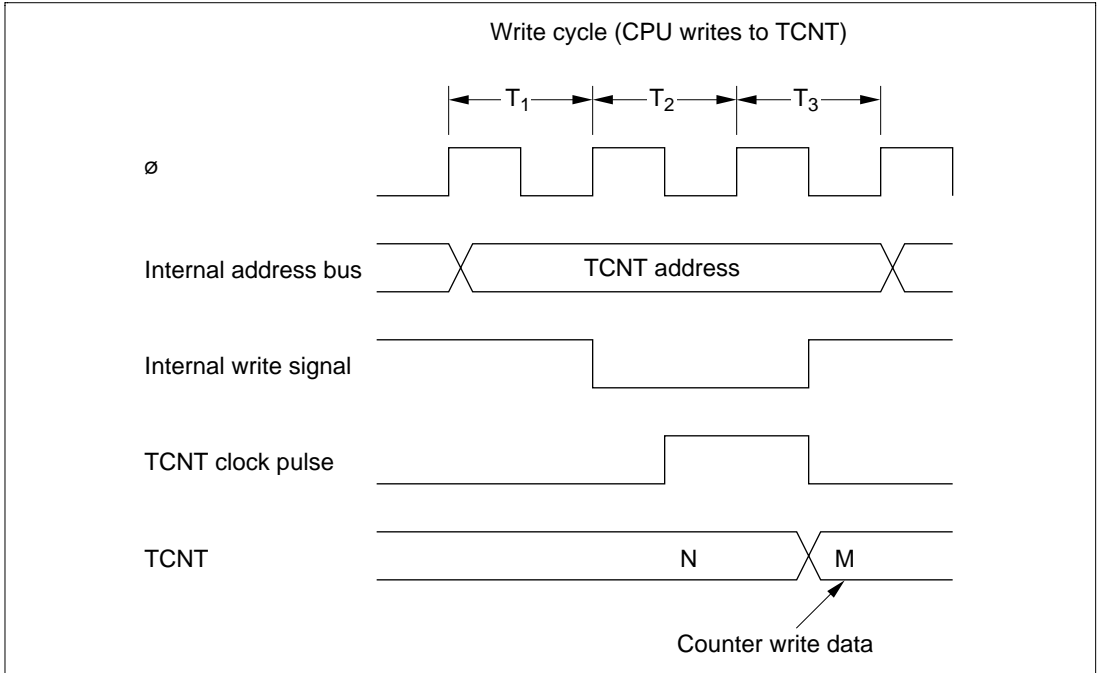 Write cycle (CPU writes to TCNT)
T1 T2 T3
ø
Internal address bus TCNT address
Internal write signal
TCNT clock pulse
TCNT N M
Counter write data